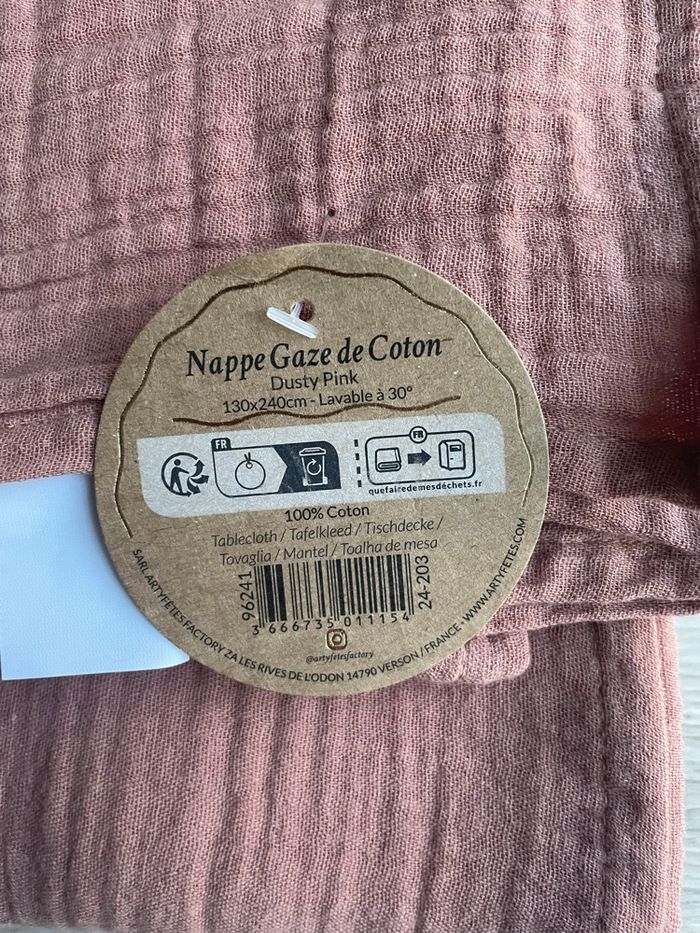 Nappe Gaze de Coton
Dusty Pink
130x240cm - Lavable à 30°
FR
FR
quefairedemesdéchets.fr
100% Coton
Tablecloth / Tafelkleed / Tischdecke /
Tovaglia / Mantel / Toalha de mesa
96241
24-203
3 666735 011154
@artyfetesfactory
SARL ARTYFÊTES FACTORY ZA LES RIVES DE L'ODON 14790 VERSON / FRANCE - WWW.ARTYFETES.COM